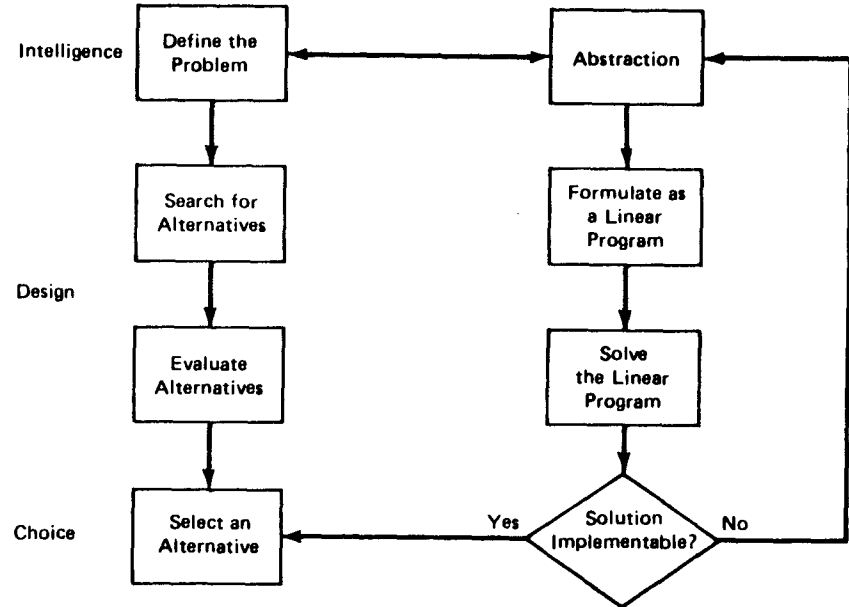 Intelligence
Define the
Problem
Abstraction
Search for
Alternatives
Formulate as
a Linear
Program
Design
Evaluate
Alternatives
Solve
the Linear
Program
Choice
Select an
Alternative
Yes
Solution
Implementable?
No